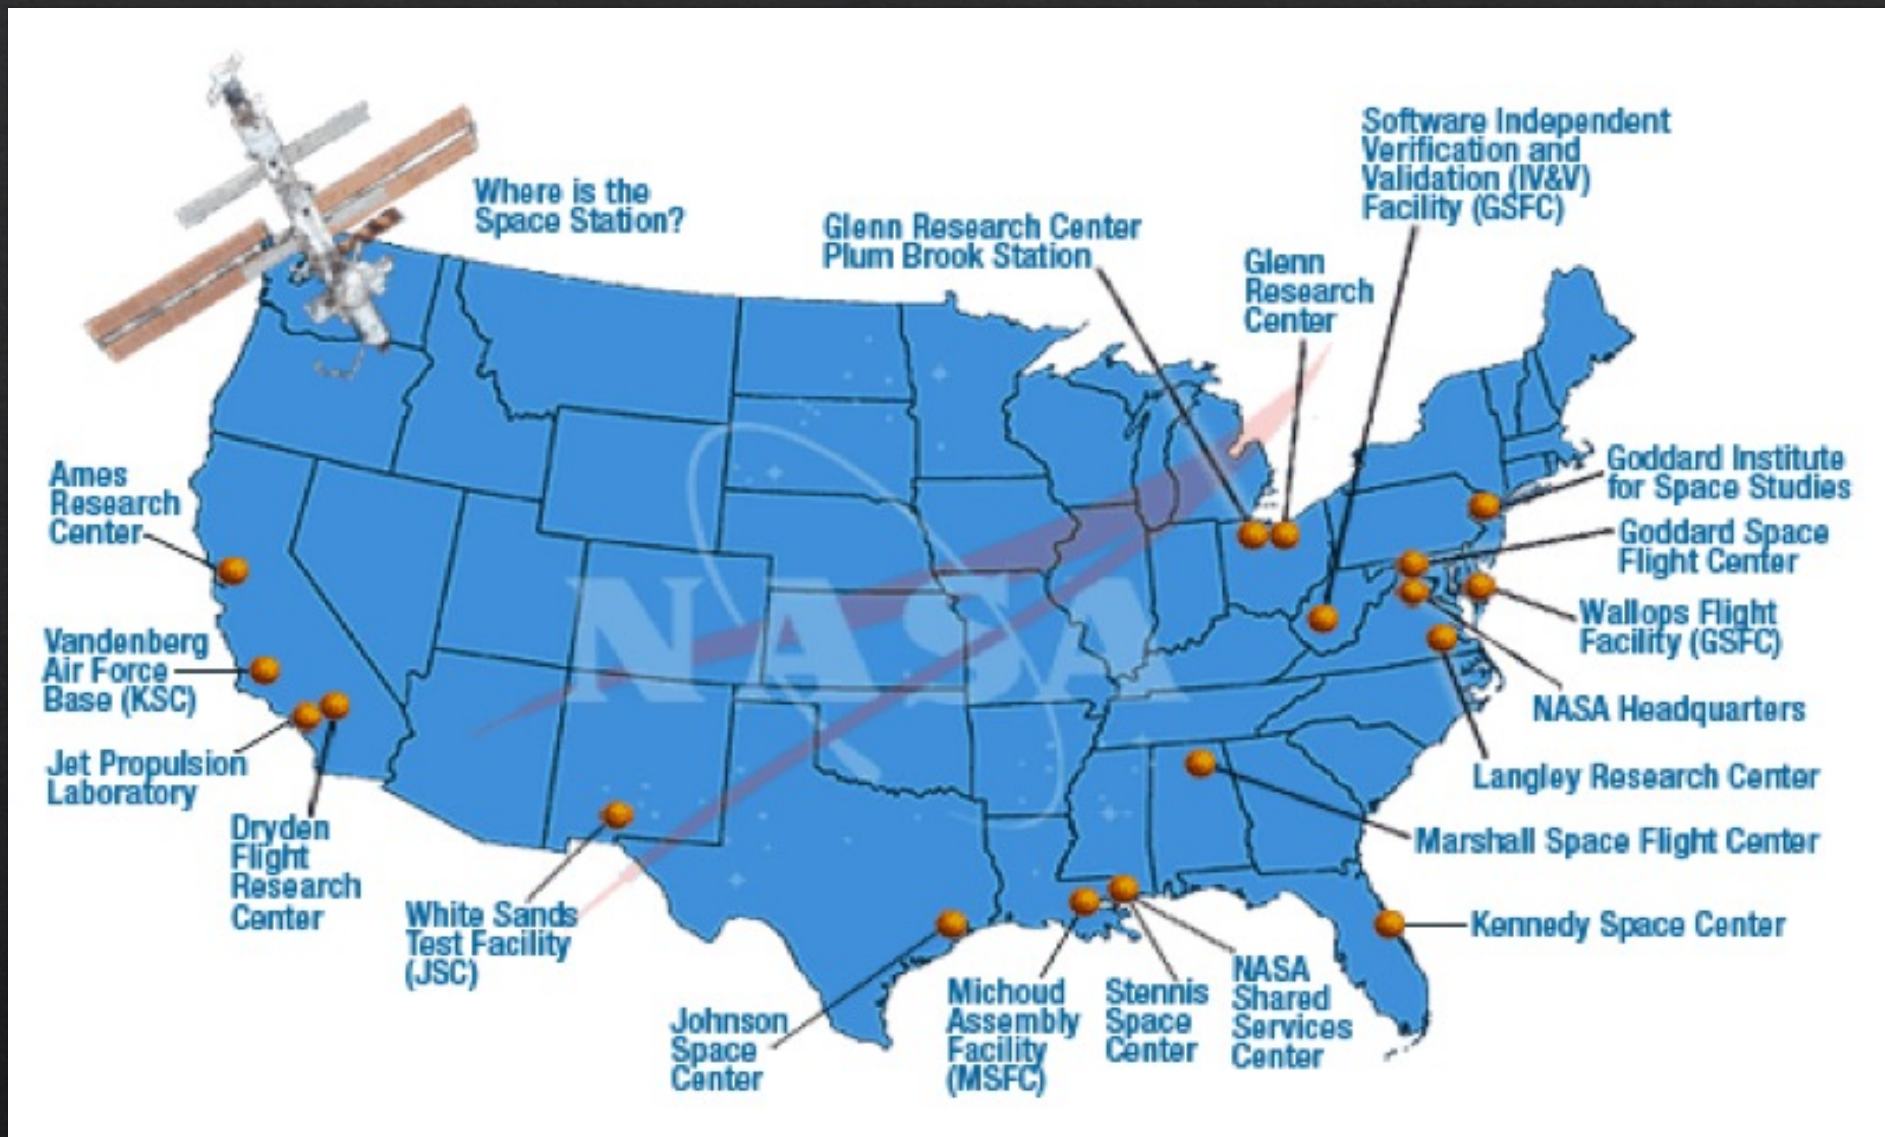 Where is the
Space Station?
Software Independent
Verification and
Validation (IV&V)
Facility (GSFC)
Glenn Research Center
Plum Brook Station
Glenn
Research
Center
Ames
Research
Center
Goddard Institute
for Space Studies
Goddard Space
Flight Center
Wallops Flight
Facility (GSFC)
NASA Headquarters
Langley Research Center
Marshall Space Flight Center
Kennedy Space Center
Vandenberg
Air Force
Base (KSC)
Jet Propulsion
Laboratory
Dryden
Flight
Research
Center
White Sands
Test Facility
(JSC)
Johnson
Space
Center
Michoud
Assembly
Facility
(MSFC)
Stennis
Space
Center
NASA
Shared
Services
Center
NASA